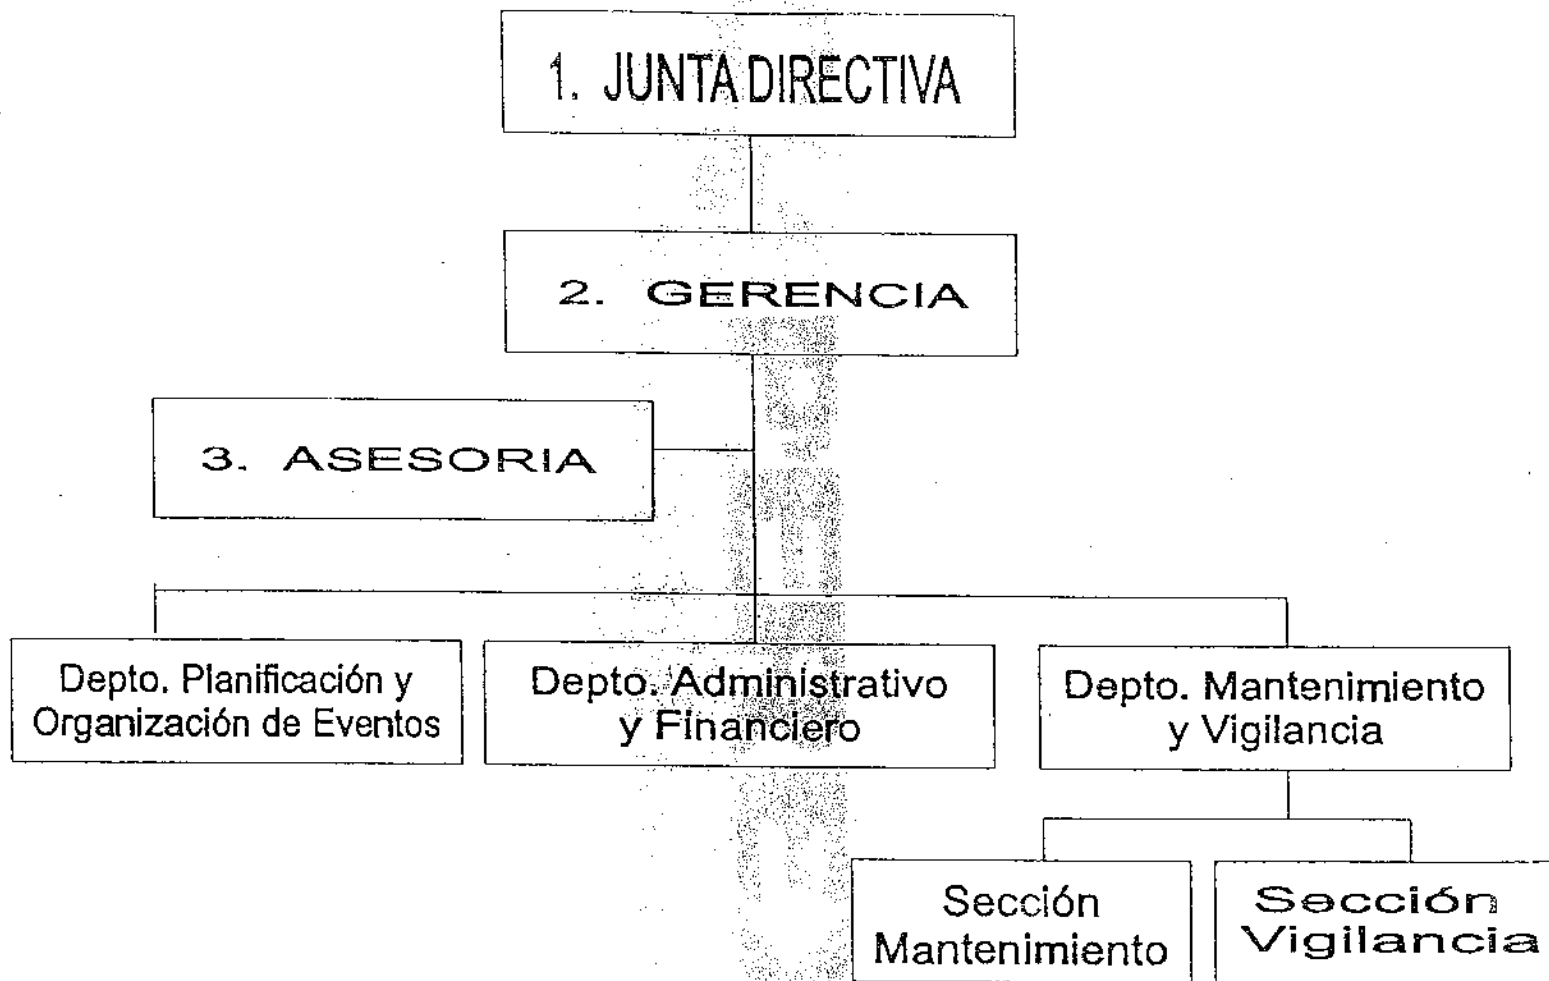 1. JUNTA DIRECTIVA
2. GERENCIA
3. ASESORIA
Depto. Planificación y
Organización de Eventos
Depto. Administrativo
y Financiero
Depto. Mantenimiento
y Vigilancia
Sección
Mantenimiento
Sección
Vigilancia